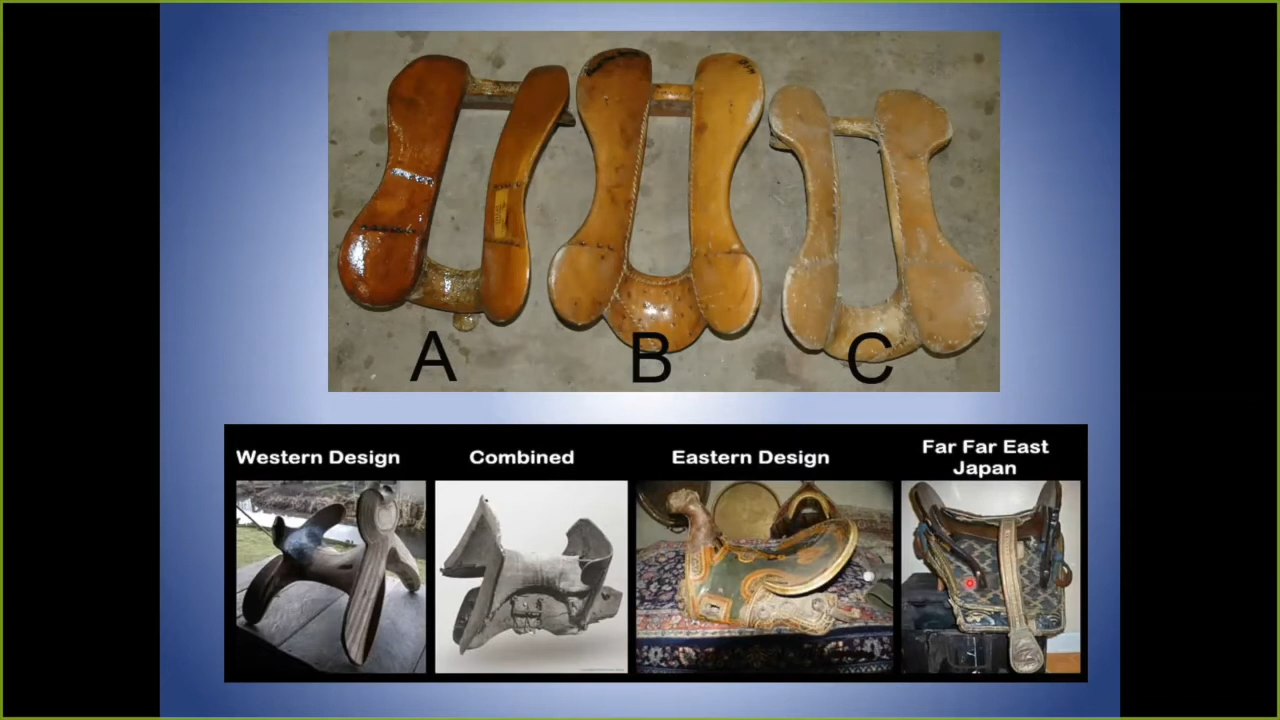 A
B
C
Western Design
Combined
Eastern Design
Far Far East
Japan